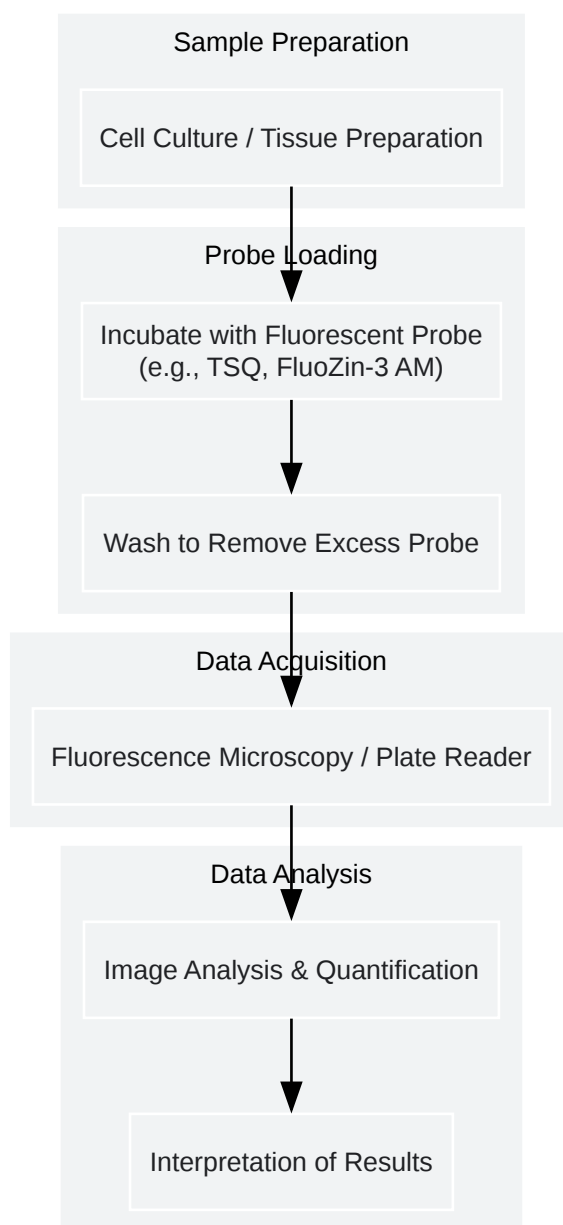 Sample Preparation
Cell Culture / Tissue Preparation
Probe Loading
Incubate with Fluorescent Probe
(e.g., TSQ, FluoZin-3 AM)
Wash to Remove Excess Probe
Data Acquisition
Fluorescence Microscopy / Plate Reader
Data Analysis
Image Analysis & Quantification
Interpretation of Results